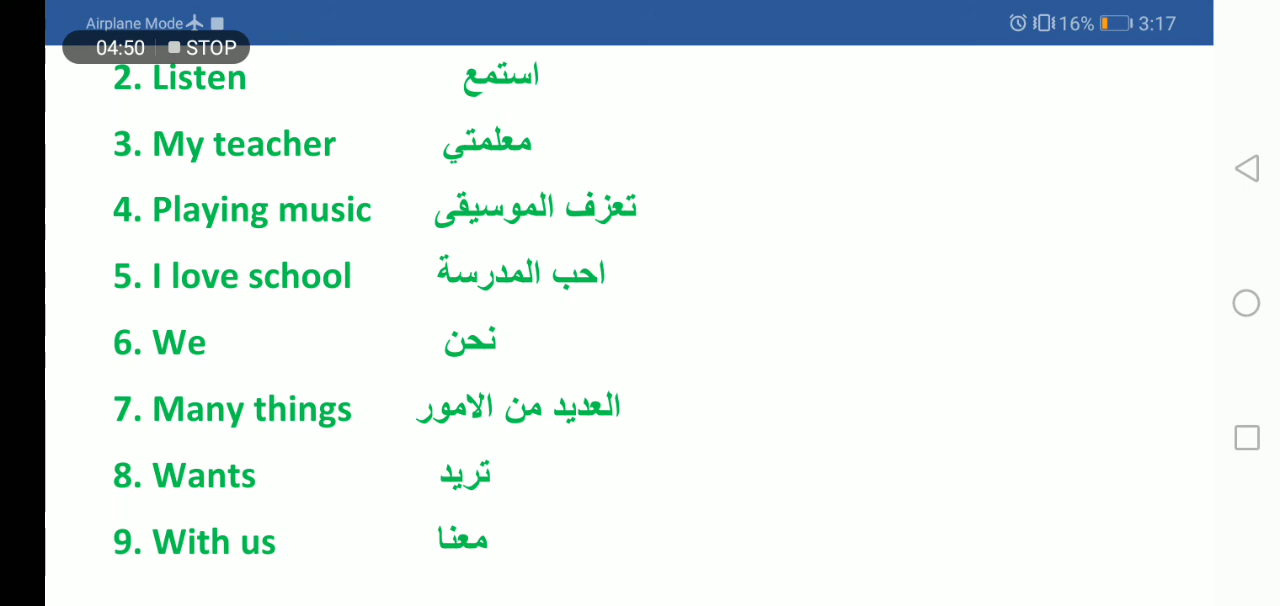 Airplane Mode 16% 3:17
04:50 STOP
2. Listen استمع
3. My teacher معلمتي
4. Playing music تعزف الموسيقى
5. I love school احب المدرسة
6. We نحن
7. Many things العديد من الامور
8. Wants تريد
9. With us معنا